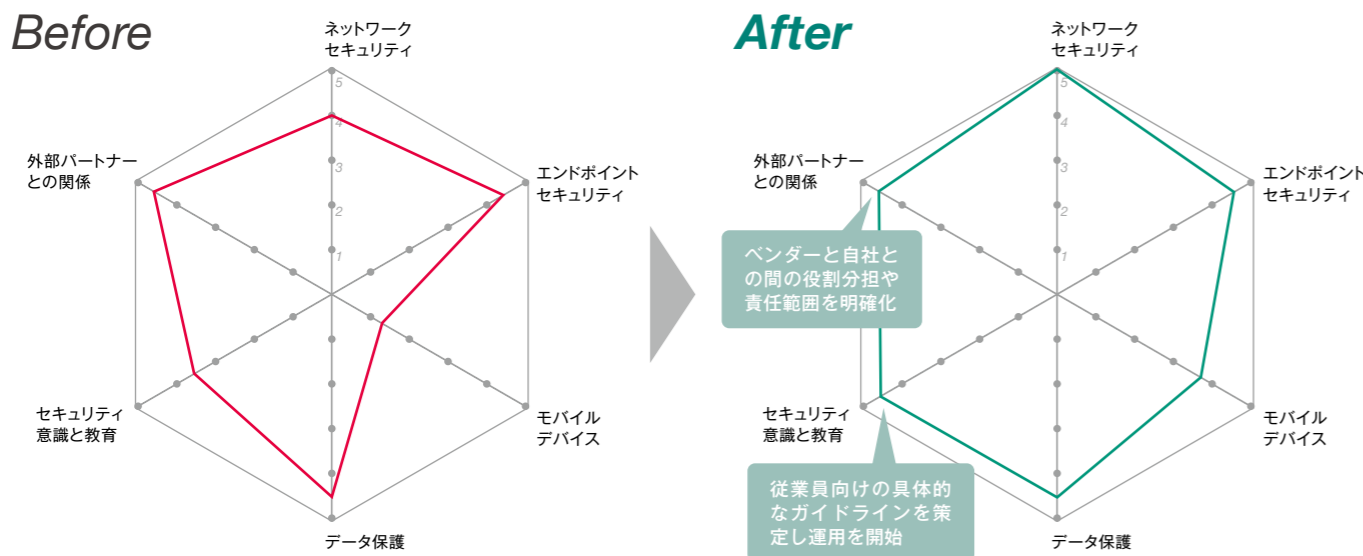 Before
ネットワーク
セキュリティ
5
4
3
2
1
外部パートナー
との関係
エンドポイント
セキュリティ
セキュリティ
意識と教育
モバイル
デバイス
データ保護
After
ネットワーク
セキュリティ
5
4
3
2
1
外部パートナー
との関係
エンドポイント
セキュリティ
ベンダーと自社と
の間の役割分担や
責任範囲を明確化
セキュリティ
意識と教育
モバイル
デバイス
従業員向けの具体的
なガイドラインを策
定し運用を開始
データ保護